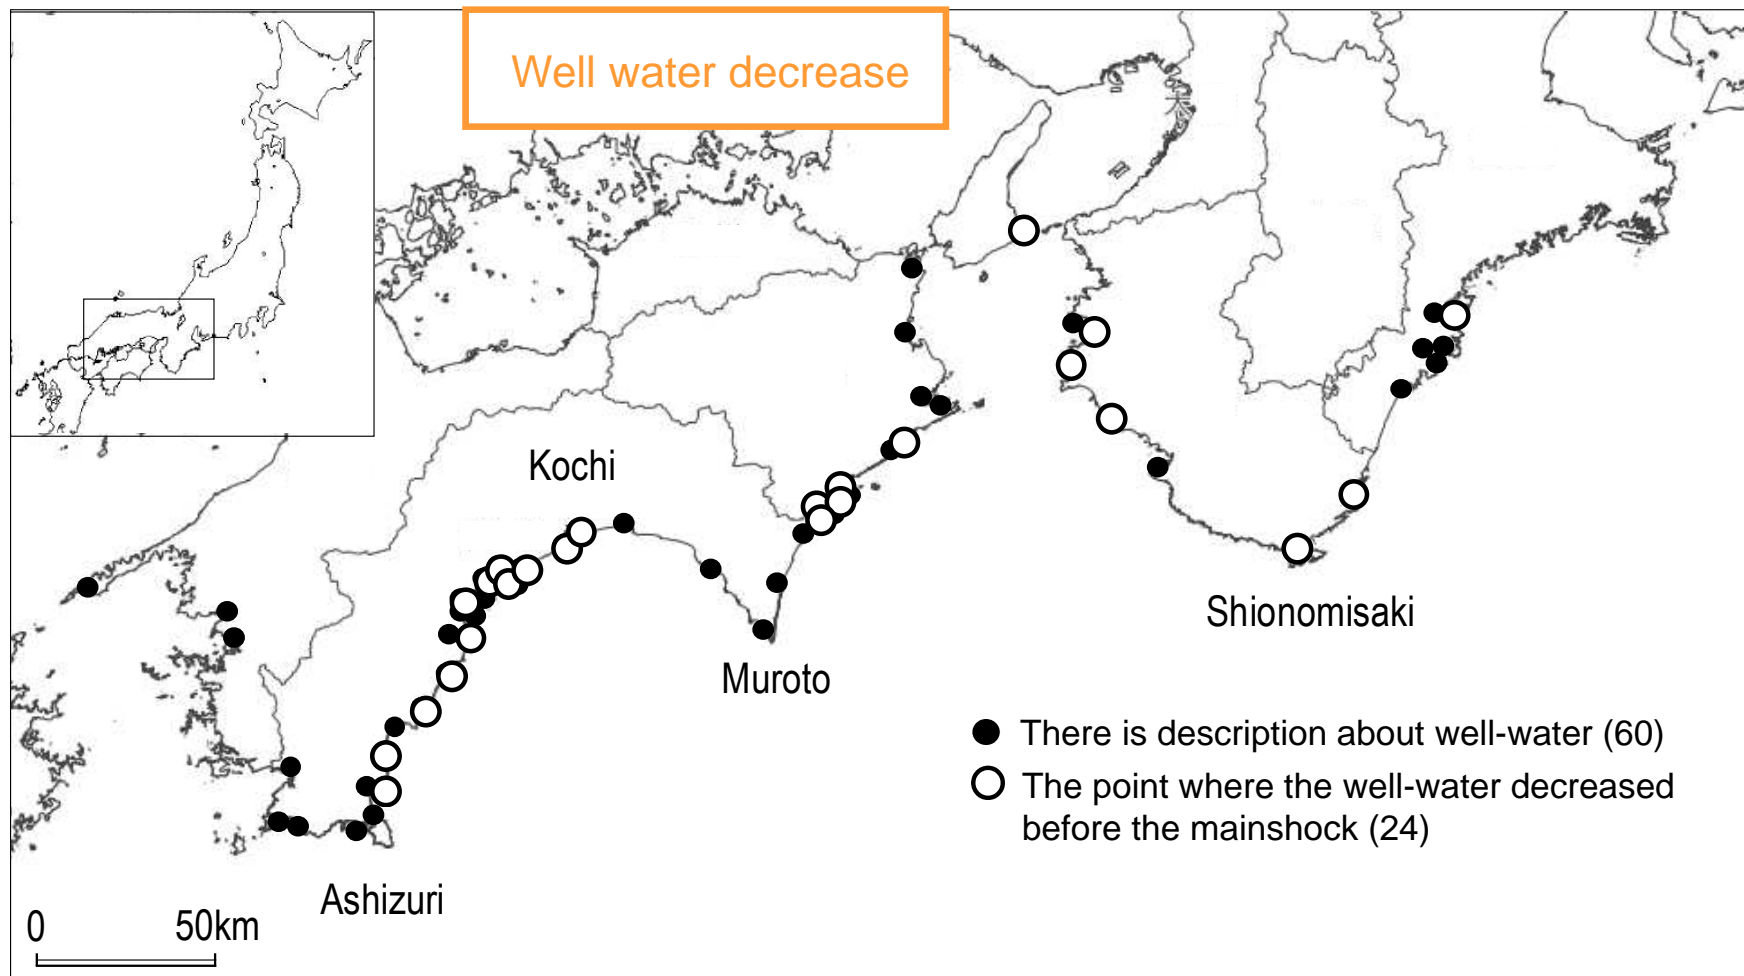 Well water decrease
Kochi
Muroto
Shionomisaki
Ashizuri
There is description about well-water (60)
The point where the well-water decreased
before the mainshock (24)
0 50km